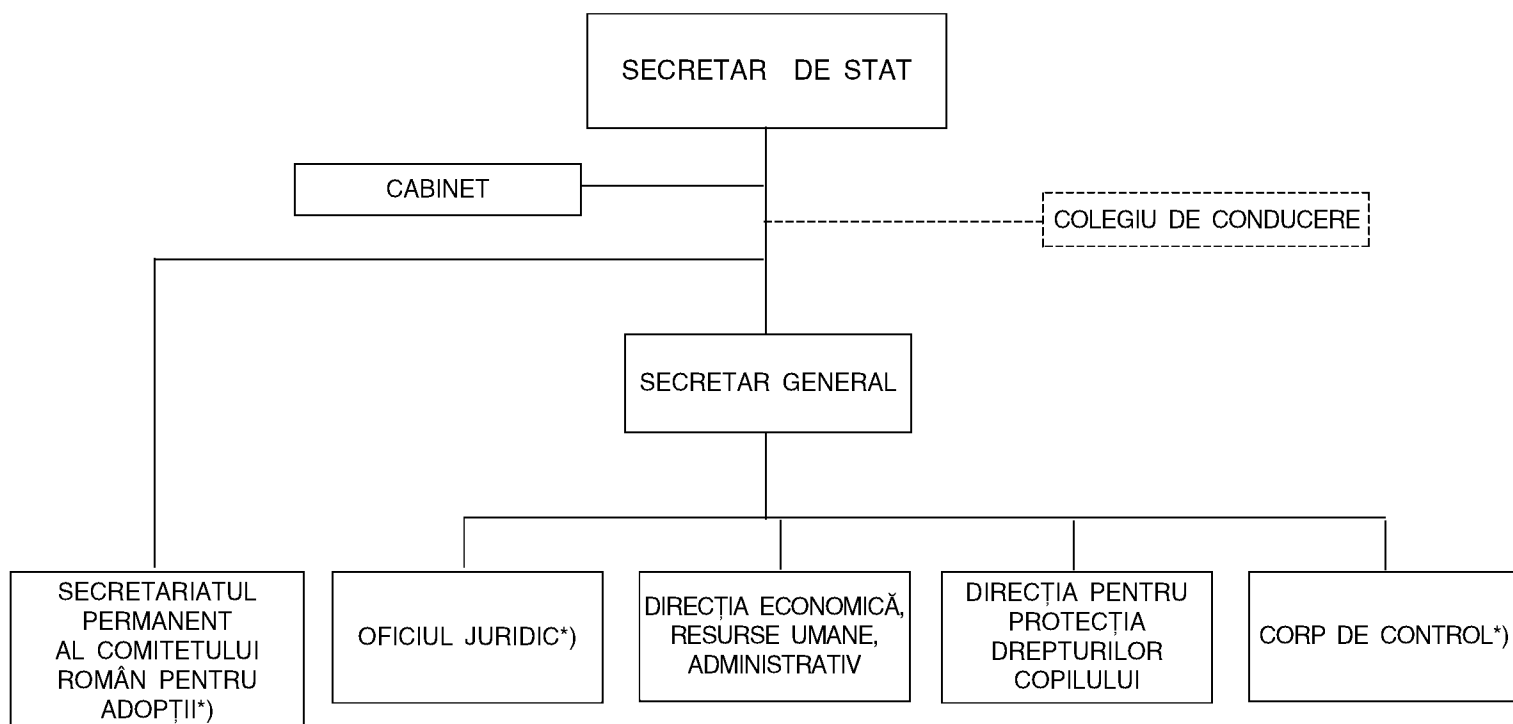 SECRETAR DE STAT
CABINET
COLEGIU DE CONDUCERE
SECRETAR GENERAL
SECRETARIATUL
PERMANENT
AL COMITETULUI
ROMÂN PENTRU
ADOPȚII*)
OFICIUL JURIDIC*)
DIRECȚIA ECONOMICĂ,
RESURSE UMANE,
ADMINISTRATIV
DIRECȚIA PENTRU
PROTECȚIA
DREPTURILOR
COPILULUI
CORP DE CONTROL*)